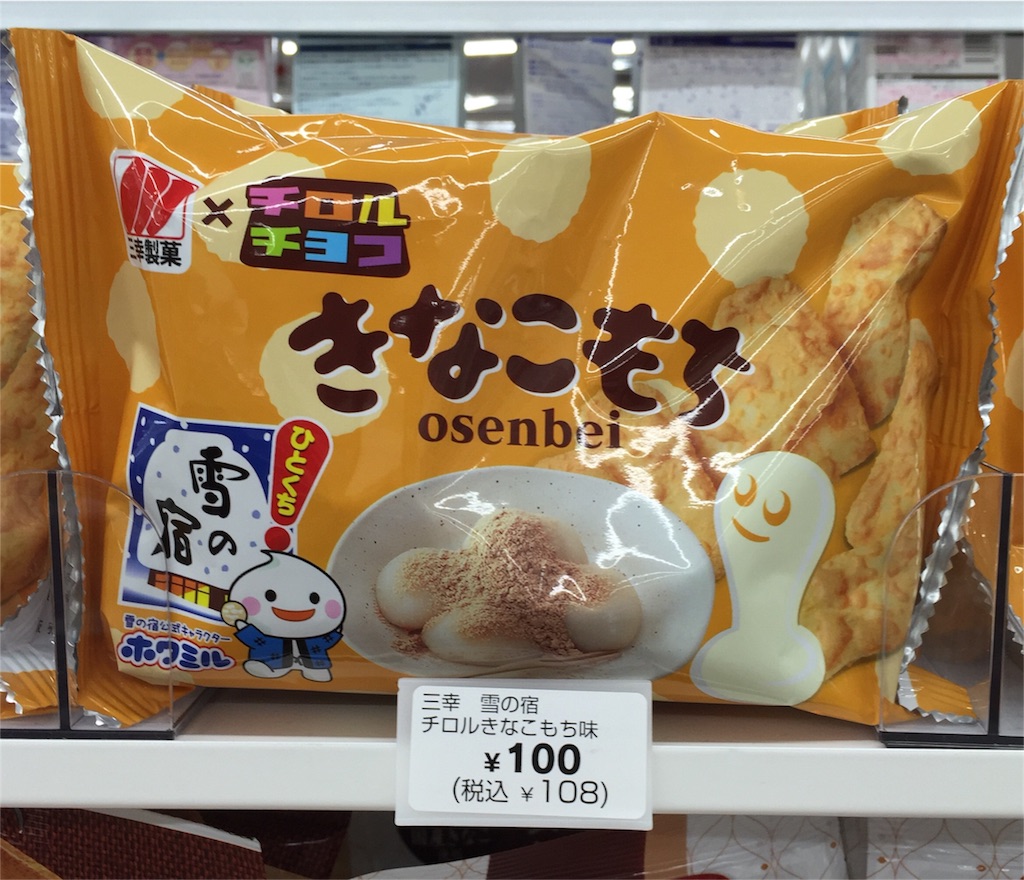 三幸製菓
×
チロル
チョコ
きなこもち
osenbei
ひとくち!
雪の宿
雪の宿公式キャラクター
ホワミル
三幸 雪の宿
チロルきなこもち味
¥100
(税込 ¥108)